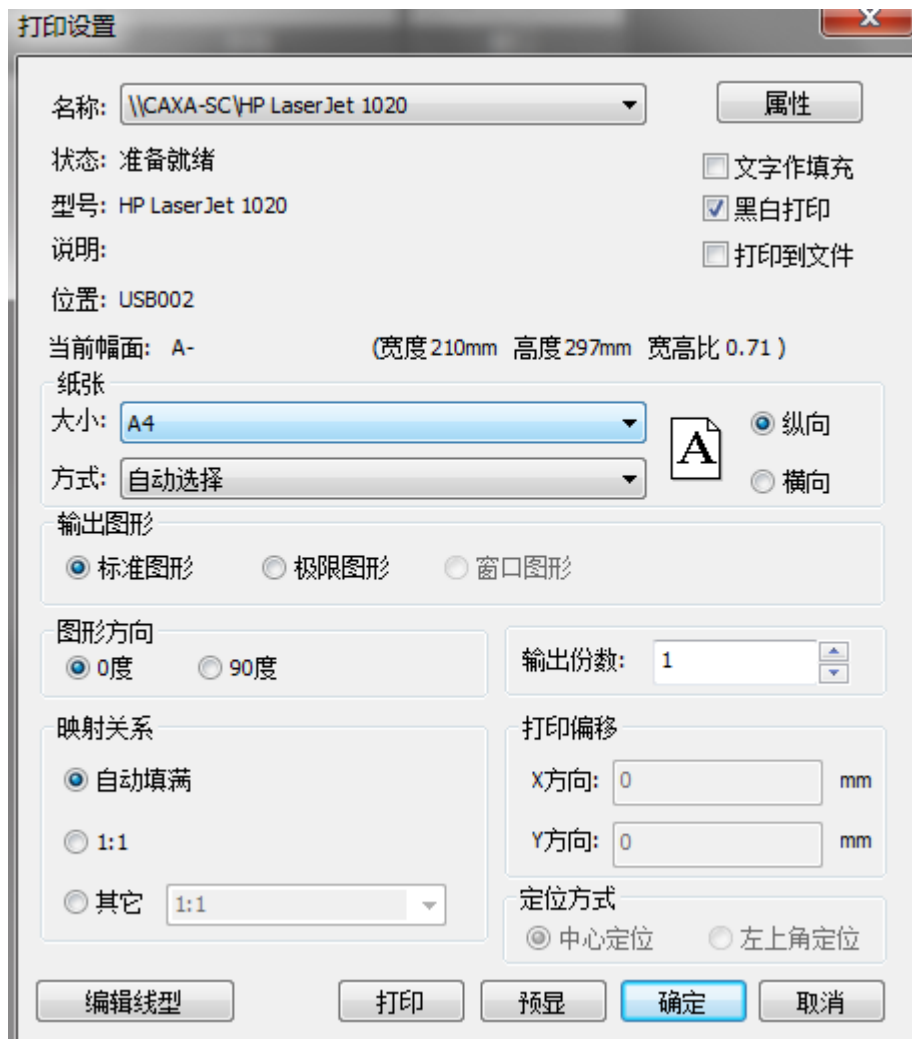 打印设置
名称: \\CAXA-SC\HP LaserJet 1020 属性
状态: 准备就绪 文字作填充
型号: HP LaserJet 1020 黑白打印
说明: 打印到文件
位置: USB002
当前幅面: A- (宽度210mm 高度297mm 宽高比 0.71 )
纸张
大小: A4 A 纵向
方式: 自动选择 横向
输出图形
标准图形 极限图形 窗口图形
图形方向
0度 90度 输出份数: 1
映射关系 打印偏移
自动填满 X方向: 0 mm
1:1 Y方向: 0 mm
其它 1:1 定位方式
中心定位 左上角定位
编辑线型 打印 预显 确定 取消